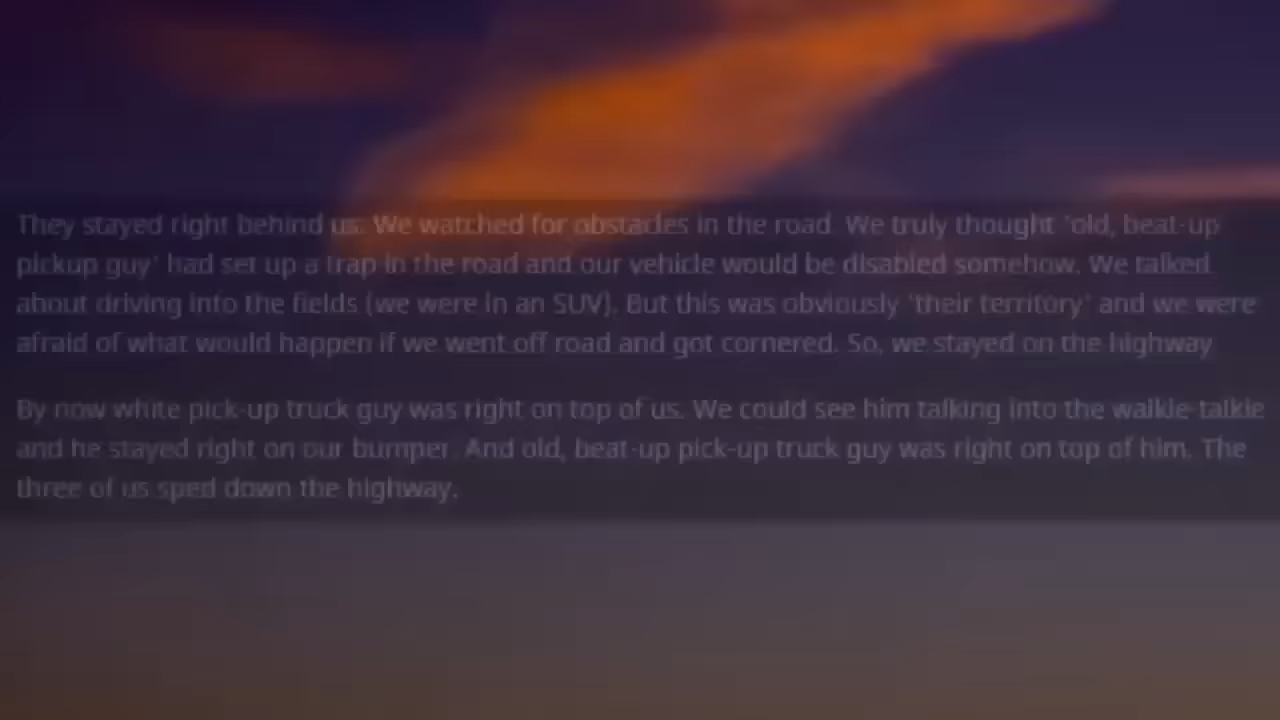 They stayed right behind us. We watched for obstacles in the road. We truly thought 'old, beat-up
pickup guy' had set up a trap in the road and our vehicle would be disabled somehow. We talked
about driving into the fields (we were in an SUV). But this was obviously 'their territory' and we were
afraid of what would happen if we went off road and got cornered. So, we stayed on the highway
By now white pick-up truck guy was right on top of us. We could see him talking into the walkie-talkie
and he stayed right on our bumper. And old, beat-up pick-up truck guy was right on top of him. The
three of us sped down the highway.